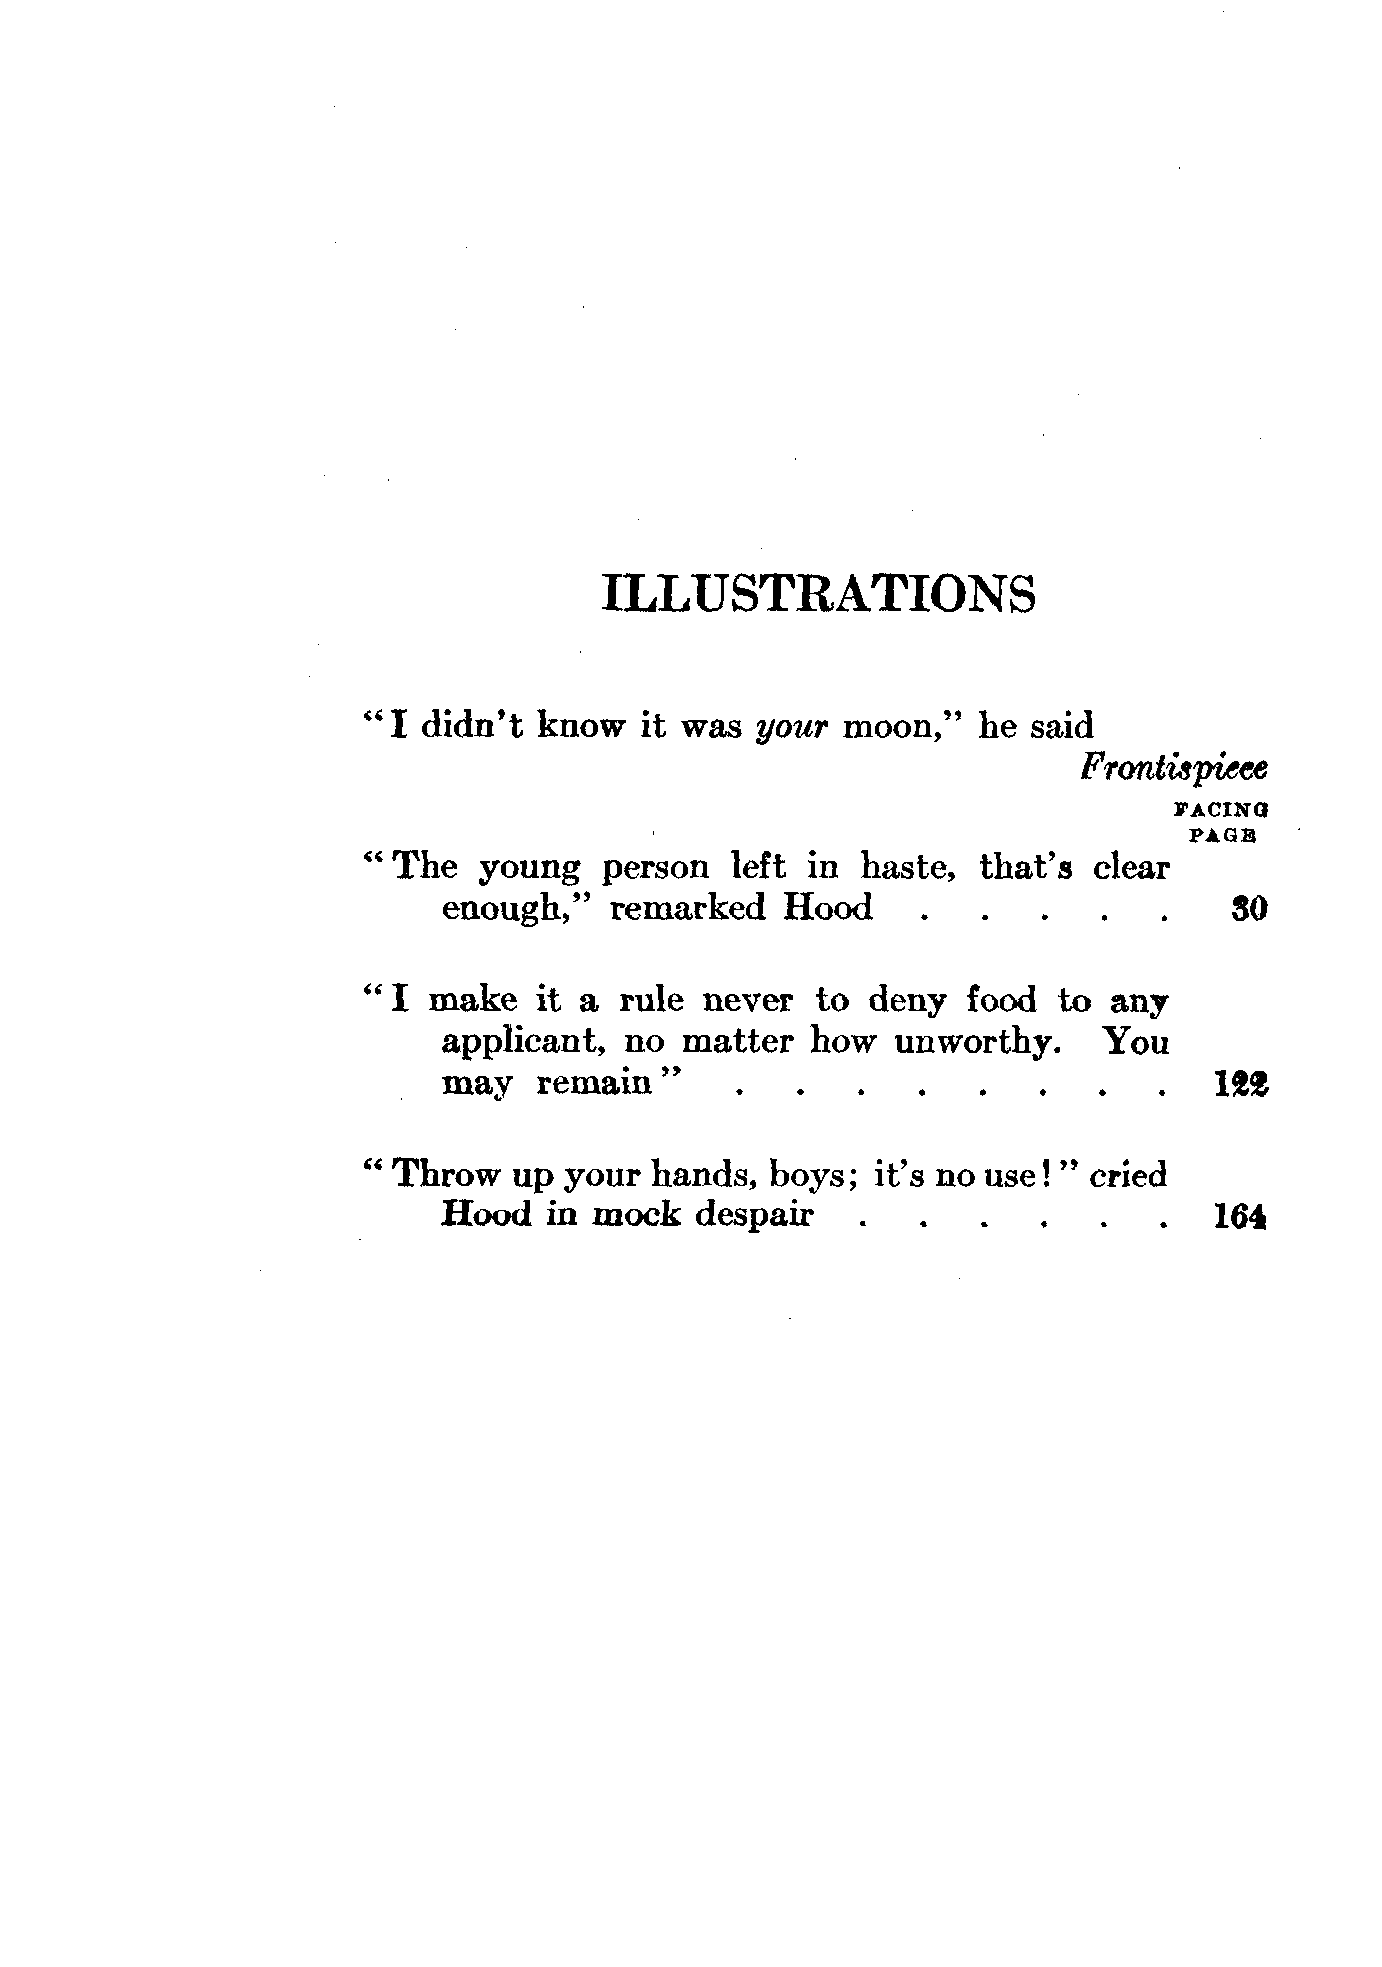 ILLUSTRATIONS
“I didn't know it was your moon,” he said
Frontispiece
FACING
PAGE
“The young person left in haste, that's clear
enough,” remarked Hood . . . . . 30
“I make it a rule never to deny food to any
applicant, no matter how unworthy. You
may remain” . . . . . . . . 122
“Throw up your hands, boys; it's no use!” cried
Hood in mock despair . . . . . . 164